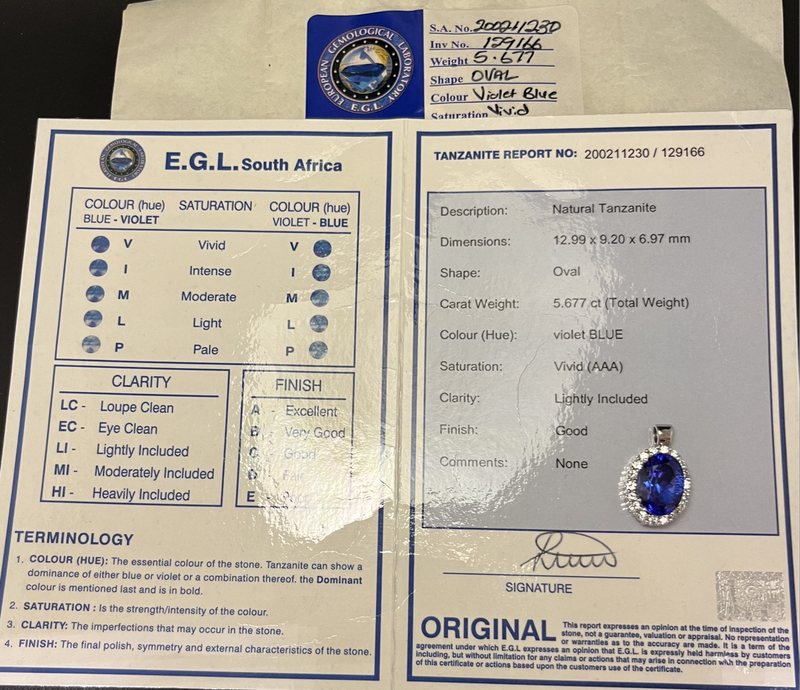 EUROPEAN GEMOLOGICAL LABORATORY
E.G.L.
S.A. No. 200211230
Inv No. 129166
Weight 5.677
Shape OVAL
Colour Violet Blue
Saturation Vivid
E.G.L. South Africa
COLOUR (hue) SATURATION COLOUR (hue)
BLUE - VIOLET VIOLET - BLUE
V Vivid V
I Intense I
M Moderate M
L Light L
P Pale P
CLARITY
LC - Loupe Clean
EC - Eye Clean
LI - Lightly Included
MI - Moderately Included
HI - Heavily Included
FINISH
A - Excellent
B - Very Good
C - Good
D - Fair
E -
TERMINOLOGY
1. COLOUR (HUE): The essential colour of the stone. Tanzanite can show a
dominance of either blue or violet or a combination thereof. the Dominant
colour is mentioned last and is in bold.
2. SATURATION : Is the strength/intensity of the colour.
3. CLARITY: The imperfections that may occur in the stone.
4. FINISH: The final polish, symmetry and external characteristics of the stone.
TANZANITE REPORT NO: 200211230 / 129166
Description: Natural Tanzanite
Dimensions: 12.99 x 9.20 x 6.97 mm
Shape: Oval
Carat Weight: 5.677 ct (Total Weight)
Colour (Hue): violet BLUE
Saturation: Vivid (AAA)
Clarity: Lightly Included
Finish: Good
Comments: None
SIGNATURE
ORIGINAL This report expresses an opinion at the time of inspection of the
stone, not a guarantee, valuation or appraisal. No representation
or warranties as to the accuracy are made. It is a term of the
agreement under which E.G.L expresses an opinion that E.G.L. is expressly held harmless by customers
including, but without limitation for any claims or actions that may arise in connection with the preparation
of this certificate or actions based upon the customers use of the certificate.